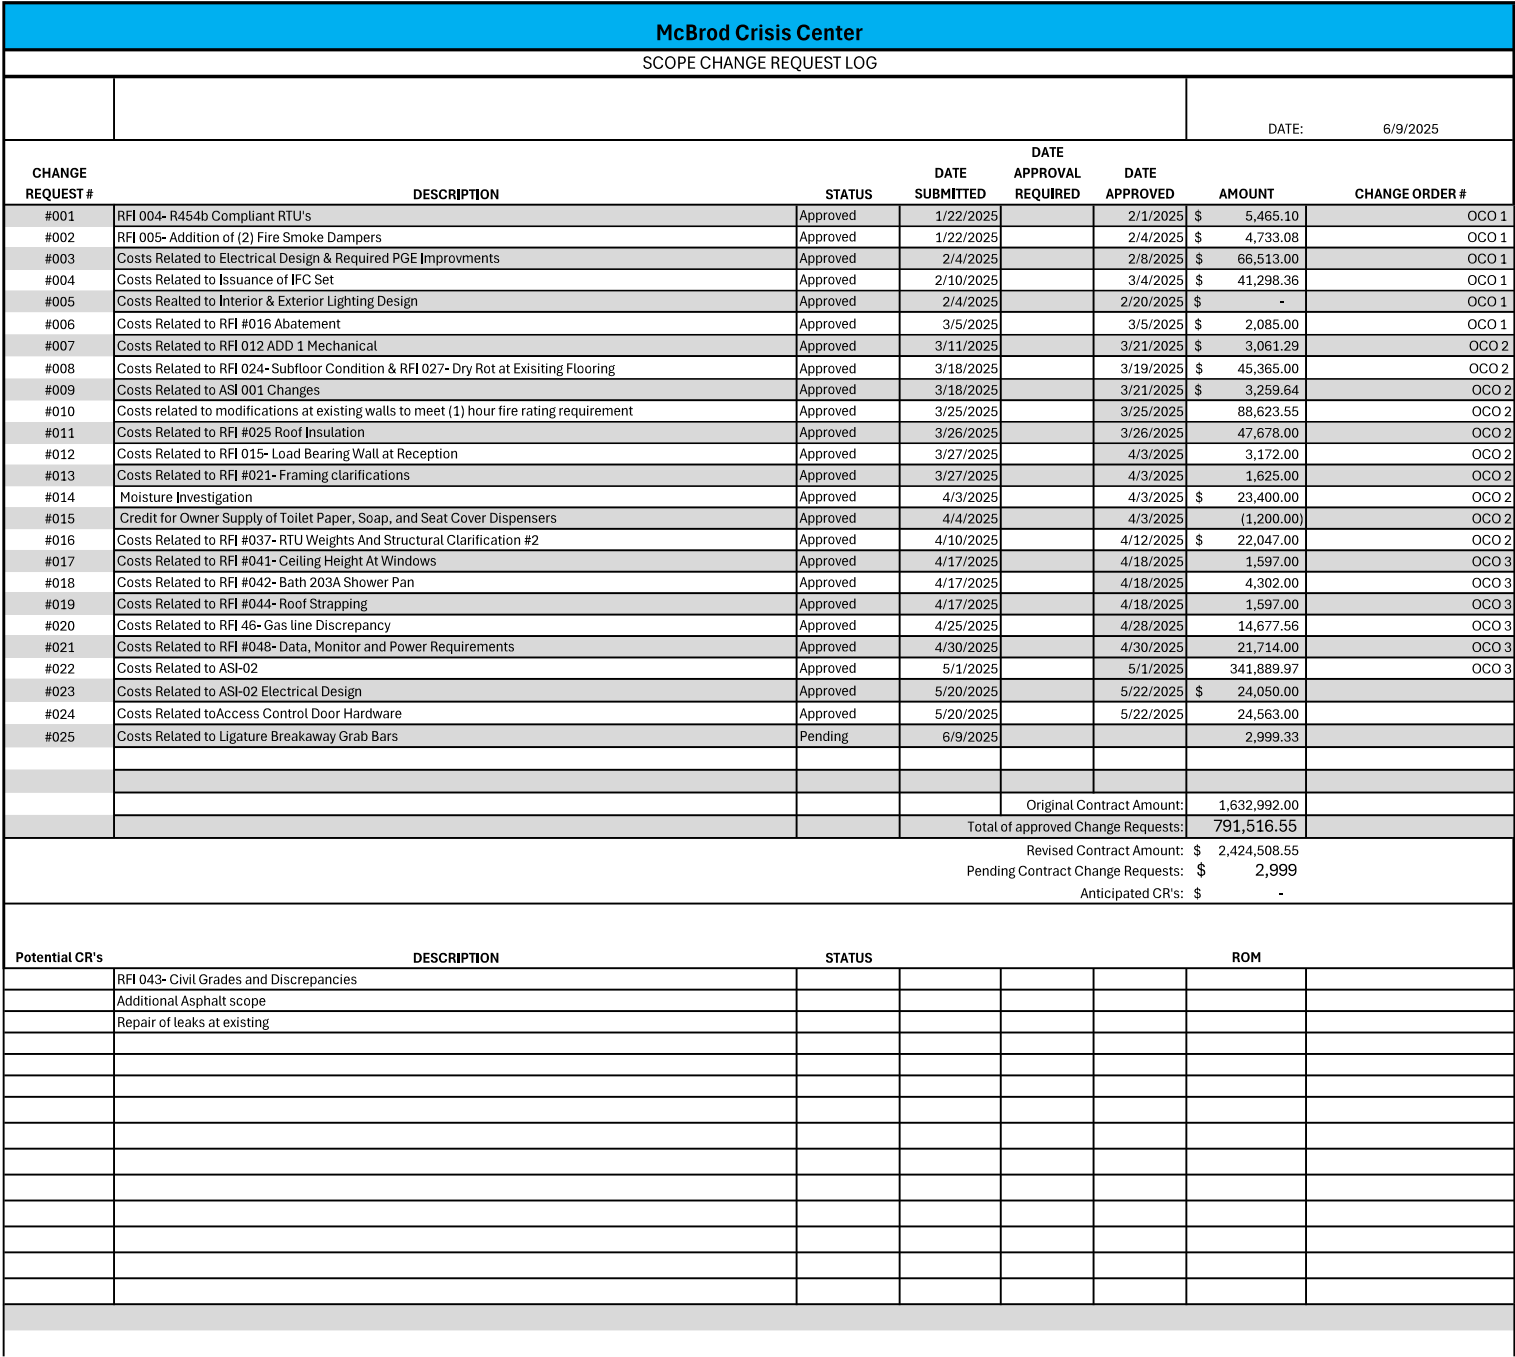 McBrod Crisis Center
SCOPE CHANGE REQUEST LOG
DATE: 6/9/2025
CHANGE REQUEST # DESCRIPTION STATUS DATE SUBMITTED DATE APPROVAL REQUIRED DATE APPROVED AMOUNT CHANGE ORDER #
#001 RFI 004- R454b Compliant RTU's Approved 1/22/2025 2/1/2025 $ 5,465.10 OCO 1
#002 RFI 005- Addition of (2) Fire Smoke Dampers Approved 1/22/2025 2/4/2025 $ 4,733.08 OCO 1
#003 Costs Related to Electrical Design & Required PGE Improvments Approved 2/4/2025 2/8/2025 $ 66,513.00 OCO 1
#004 Costs Related to Issuance of IFC Set Approved 2/10/2025 3/4/2025 $ 41,298.36 OCO 1
#005 Costs Realted to Interior & Exterior Lighting Design Approved 2/4/2025 2/20/2025 $ - OCO 1
#006 Costs Related to RFI #016 Abatement Approved 3/5/2025 3/5/2025 $ 2,085.00 OCO 1
#007 Costs Related to RFI 012 ADD 1 Mechanical Approved 3/11/2025 3/21/2025 $ 3,061.29 OCO 2
#008 Costs Related to RFI 024- Subfloor Condition & RFI 027- Dry Rot at Exisiting Flooring Approved 3/18/2025 3/19/2025 $ 45,365.00 OCO 2
#009 Costs Related to ASI 001 Changes Approved 3/18/2025 3/21/2025 $ 3,259.64 OCO 2
#010 Costs related to modifications at existing walls to meet (1) hour fire rating requirement Approved 3/25/2025 3/25/2025 88,623.55 OCO 2
#011 Costs Related to RFI #025 Roof Insulation Approved 3/26/2025 3/26/2025 47,678.00 OCO 2
#012 Costs Related to RFI 015- Load Bearing Wall at Reception Approved 3/27/2025 4/3/2025 3,172.00 OCO 2
#013 Costs Related to RFI #021- Framing clarifications Approved 3/27/2025 4/3/2025 1,625.00 OCO 2
#014 Moisture Investigation Approved 4/3/2025 4/3/2025 $ 23,400.00 OCO 2
#015 Credit for Owner Supply of Toilet Paper, Soap, and Seat Cover Dispensers Approved 4/4/2025 4/3/2025 (1,200.00) OCO 2
#016 Costs Related to RFI #037- RTU Weights And Structural Clarification #2 Approved 4/10/2025 4/12/2025 $ 22,047.00 OCO 2
#017 Costs Related to RFI #041- Ceiling Height At Windows Approved 4/17/2025 4/18/2025 1,597.00 OCO 3
#018 Costs Related to RFI #042- Bath 203A Shower Pan Approved 4/17/2025 4/18/2025 4,302.00 OCO 3
#019 Costs Related to RFI #044- Roof Strapping Approved 4/17/2025 4/18/2025 1,597.00 OCO 3
#020 Costs Related to RFI 46- Gas line Discrepancy Approved 4/25/2025 4/28/2025 14,677.56 OCO 3
#021 Costs Related to RFI #048- Data, Monitor and Power Requirements Approved 4/30/2025 4/30/2025 21,714.00 OCO 3
#022 Costs Related to ASI-02 Approved 5/1/2025 5/1/2025 341,889.97 OCO 3
#023 Costs Related to ASI-02 Electrical Design Approved 5/20/2025 5/22/2025 $ 24,050.00
#024 Costs Related toAccess Control Door Hardware Approved 5/20/2025 5/22/2025 24,563.00
#025 Costs Related to Ligature Breakaway Grab Bars Pending 6/9/2025 2,999.33
Original Contract Amount: 1,632,992.00
Total of approved Change Requests: 791,516.55
Revised Contract Amount: $ 2,424,508.55
Pending Contract Change Requests: $ 2,999
Anticipated CR's: $ -
Potential CR's DESCRIPTION STATUS ROM
RFI 043- Civil Grades and Discrepancies
Additional Asphalt scope
Repair of leaks at existing